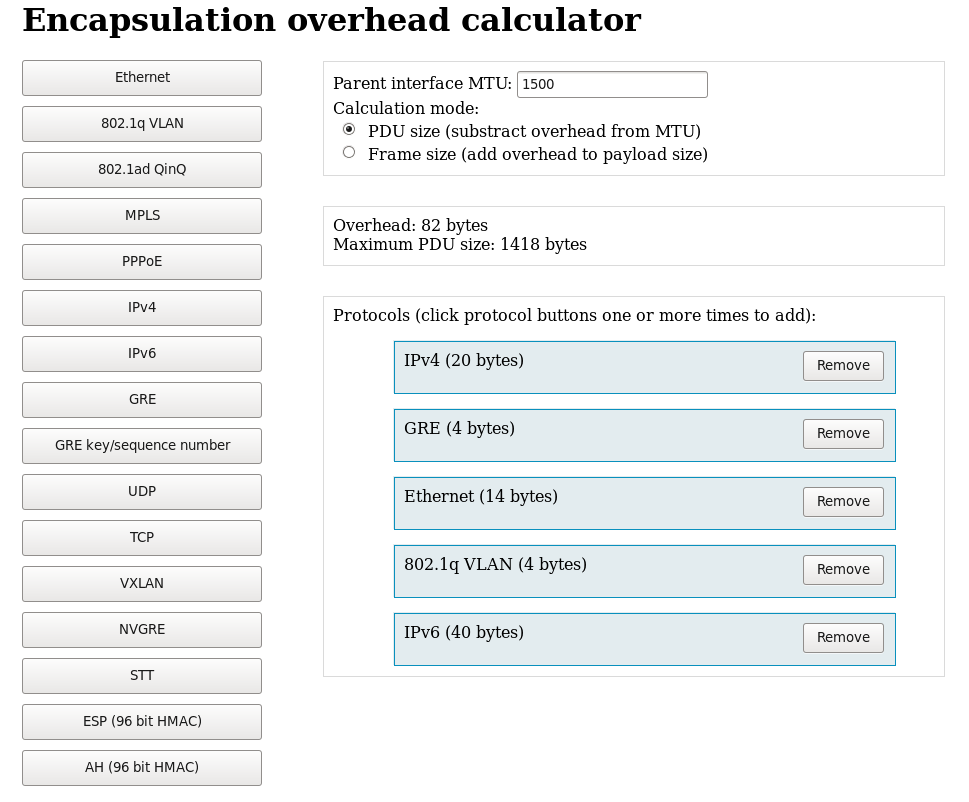 Encapsulation overhead calculator
Ethernet
802.1q VLAN
802.1ad QinQ
MPLS
PPPoE
IPv4
IPv6
GRE
GRE key/sequence number
UDP
TCP
VXLAN
NVGRE
STT
ESP (96 bit HMAC)
AH (96 bit HMAC)
Parent interface MTU: 1500
Calculation mode:
PDU size (substract overhead from MTU)
Frame size (add overhead to payload size)
Overhead: 82 bytes
Maximum PDU size: 1418 bytes
Protocols (click protocol buttons one or more times to add):
IPv4 (20 bytes) Remove
GRE (4 bytes) Remove
Ethernet (14 bytes) Remove
802.1q VLAN (4 bytes) Remove
IPv6 (40 bytes) Remove